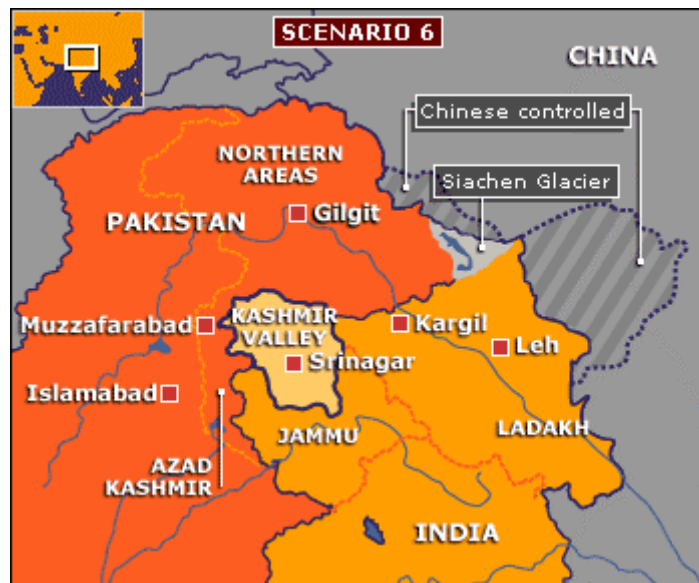 SCENARIO 6
CHINA
Chinese controlled
NORTHERN
AREAS
Siachen Glacier
PAKISTAN
Gilgit
Muzzafarabad
KASHMIR
VALLEY
Kargil
Srinagar
Leh
Islamabad
JAMMU
LADAKH
AZAD
KASHMIR
INDIA